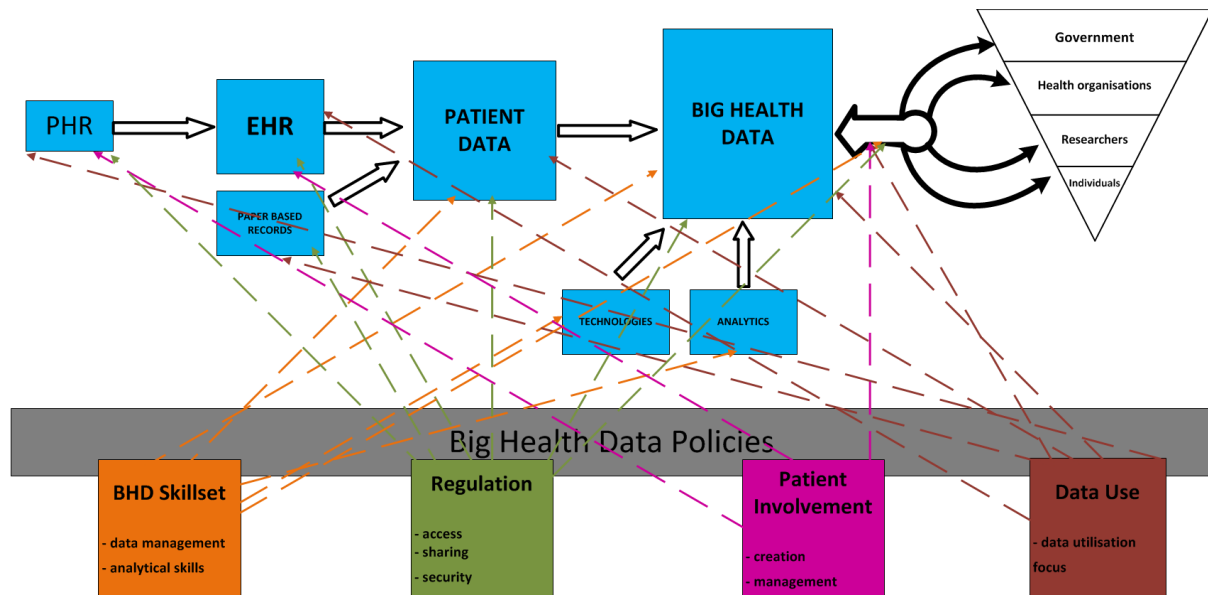 PHR
EHR
PAPER BASED
RECORDS
PATIENT
DATA
BIG HEALTH
DATA
TECHNOLOGIES
ANALYTICS
Government
Health organisations
Researchers
Individuals
Big Health Data Policies
BHD Skillset
- data management
- analytical skills
Regulation
- access
- sharing
- security
Patient
Involvement
- creation
- management
Data Use
- data utilisation
focus